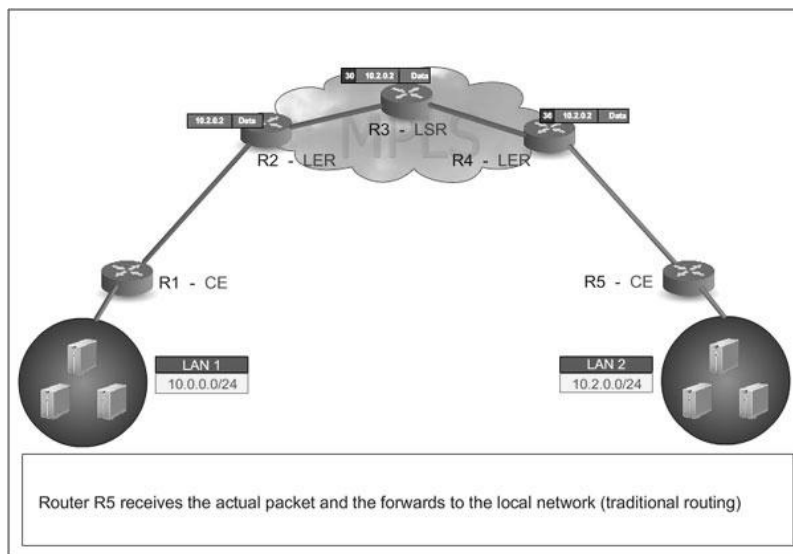 30 10.2.0.2 Data
10.2.0.2 Data
36 10.2.0.2 Data
R3 - LSR
MPLS
R2 - LER
R4 - LER
R1 - CE
R5 - CE
LAN 1
10.0.0.0/24
LAN 2
10.2.0.0/24
Router R5 receives the actual packet and the forwards to the local network (traditional routing)